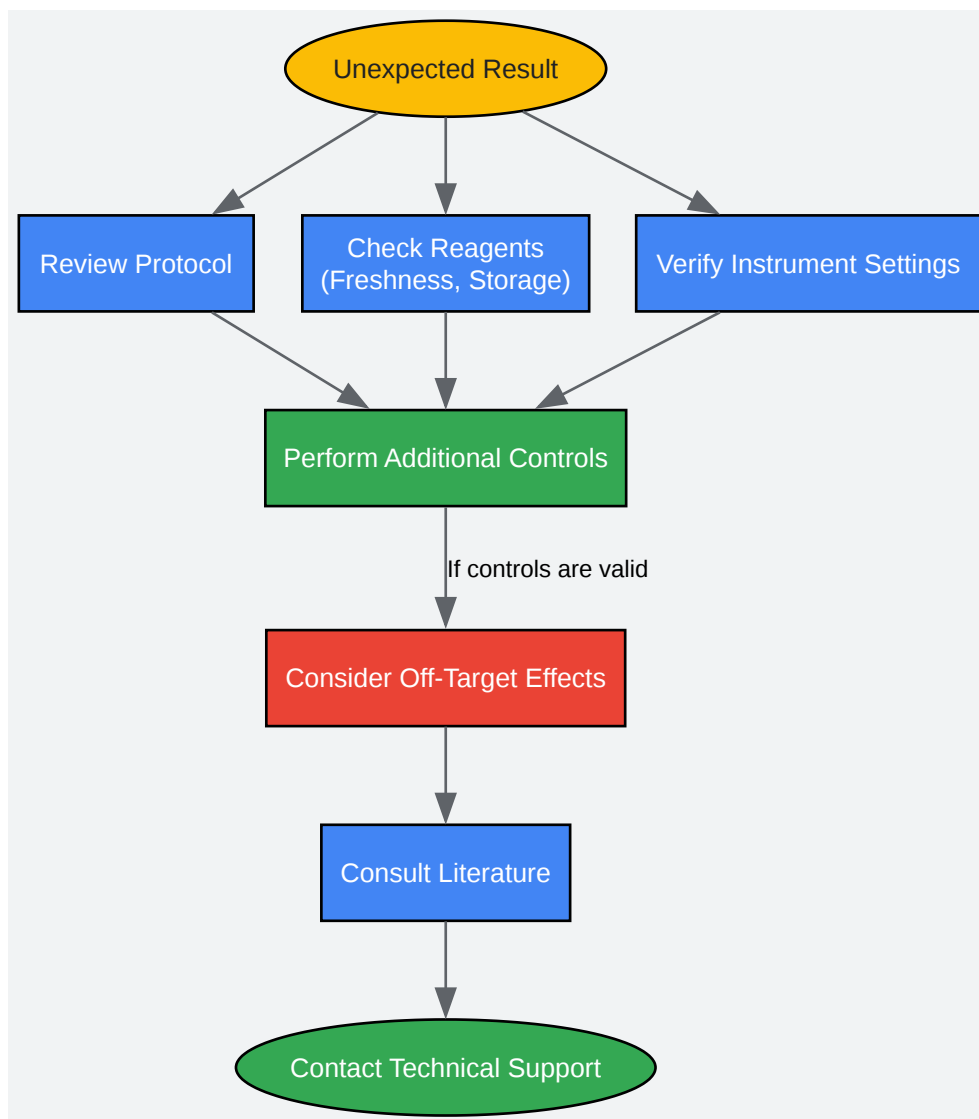 Unexpected Result
Review Protocol
Check Reagents
(Freshness, Storage)
Verify Instrument Settings
Perform Additional Controls
If controls are valid
Consider Off-Target Effects
Consult Literature
Contact Technical Support